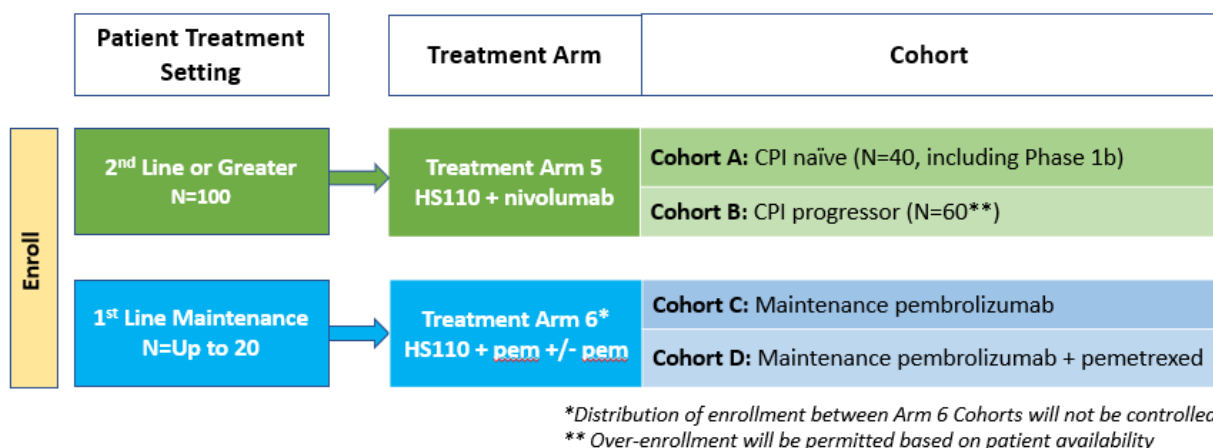 Patient Treatment
Setting
Treatment Arm
Cohort
Enroll
2nd Line or Greater
N=100
Treatment Arm 5
HS110 + nivolumab
Cohort A: CPI naïve (N=40, including Phase 1b)
Cohort B: CPI progressor (N=60**)
1st Line Maintenance
N=Up to 20
Treatment Arm 6*
HS110 + pem +/- pem
Cohort C: Maintenance pembrolizumab
Cohort D: Maintenance pembrolizumab + pemetrexed
*Distribution of enrollment between Arm 6 Cohorts will not be controlled
** Over-enrollment will be permitted based on patient availability